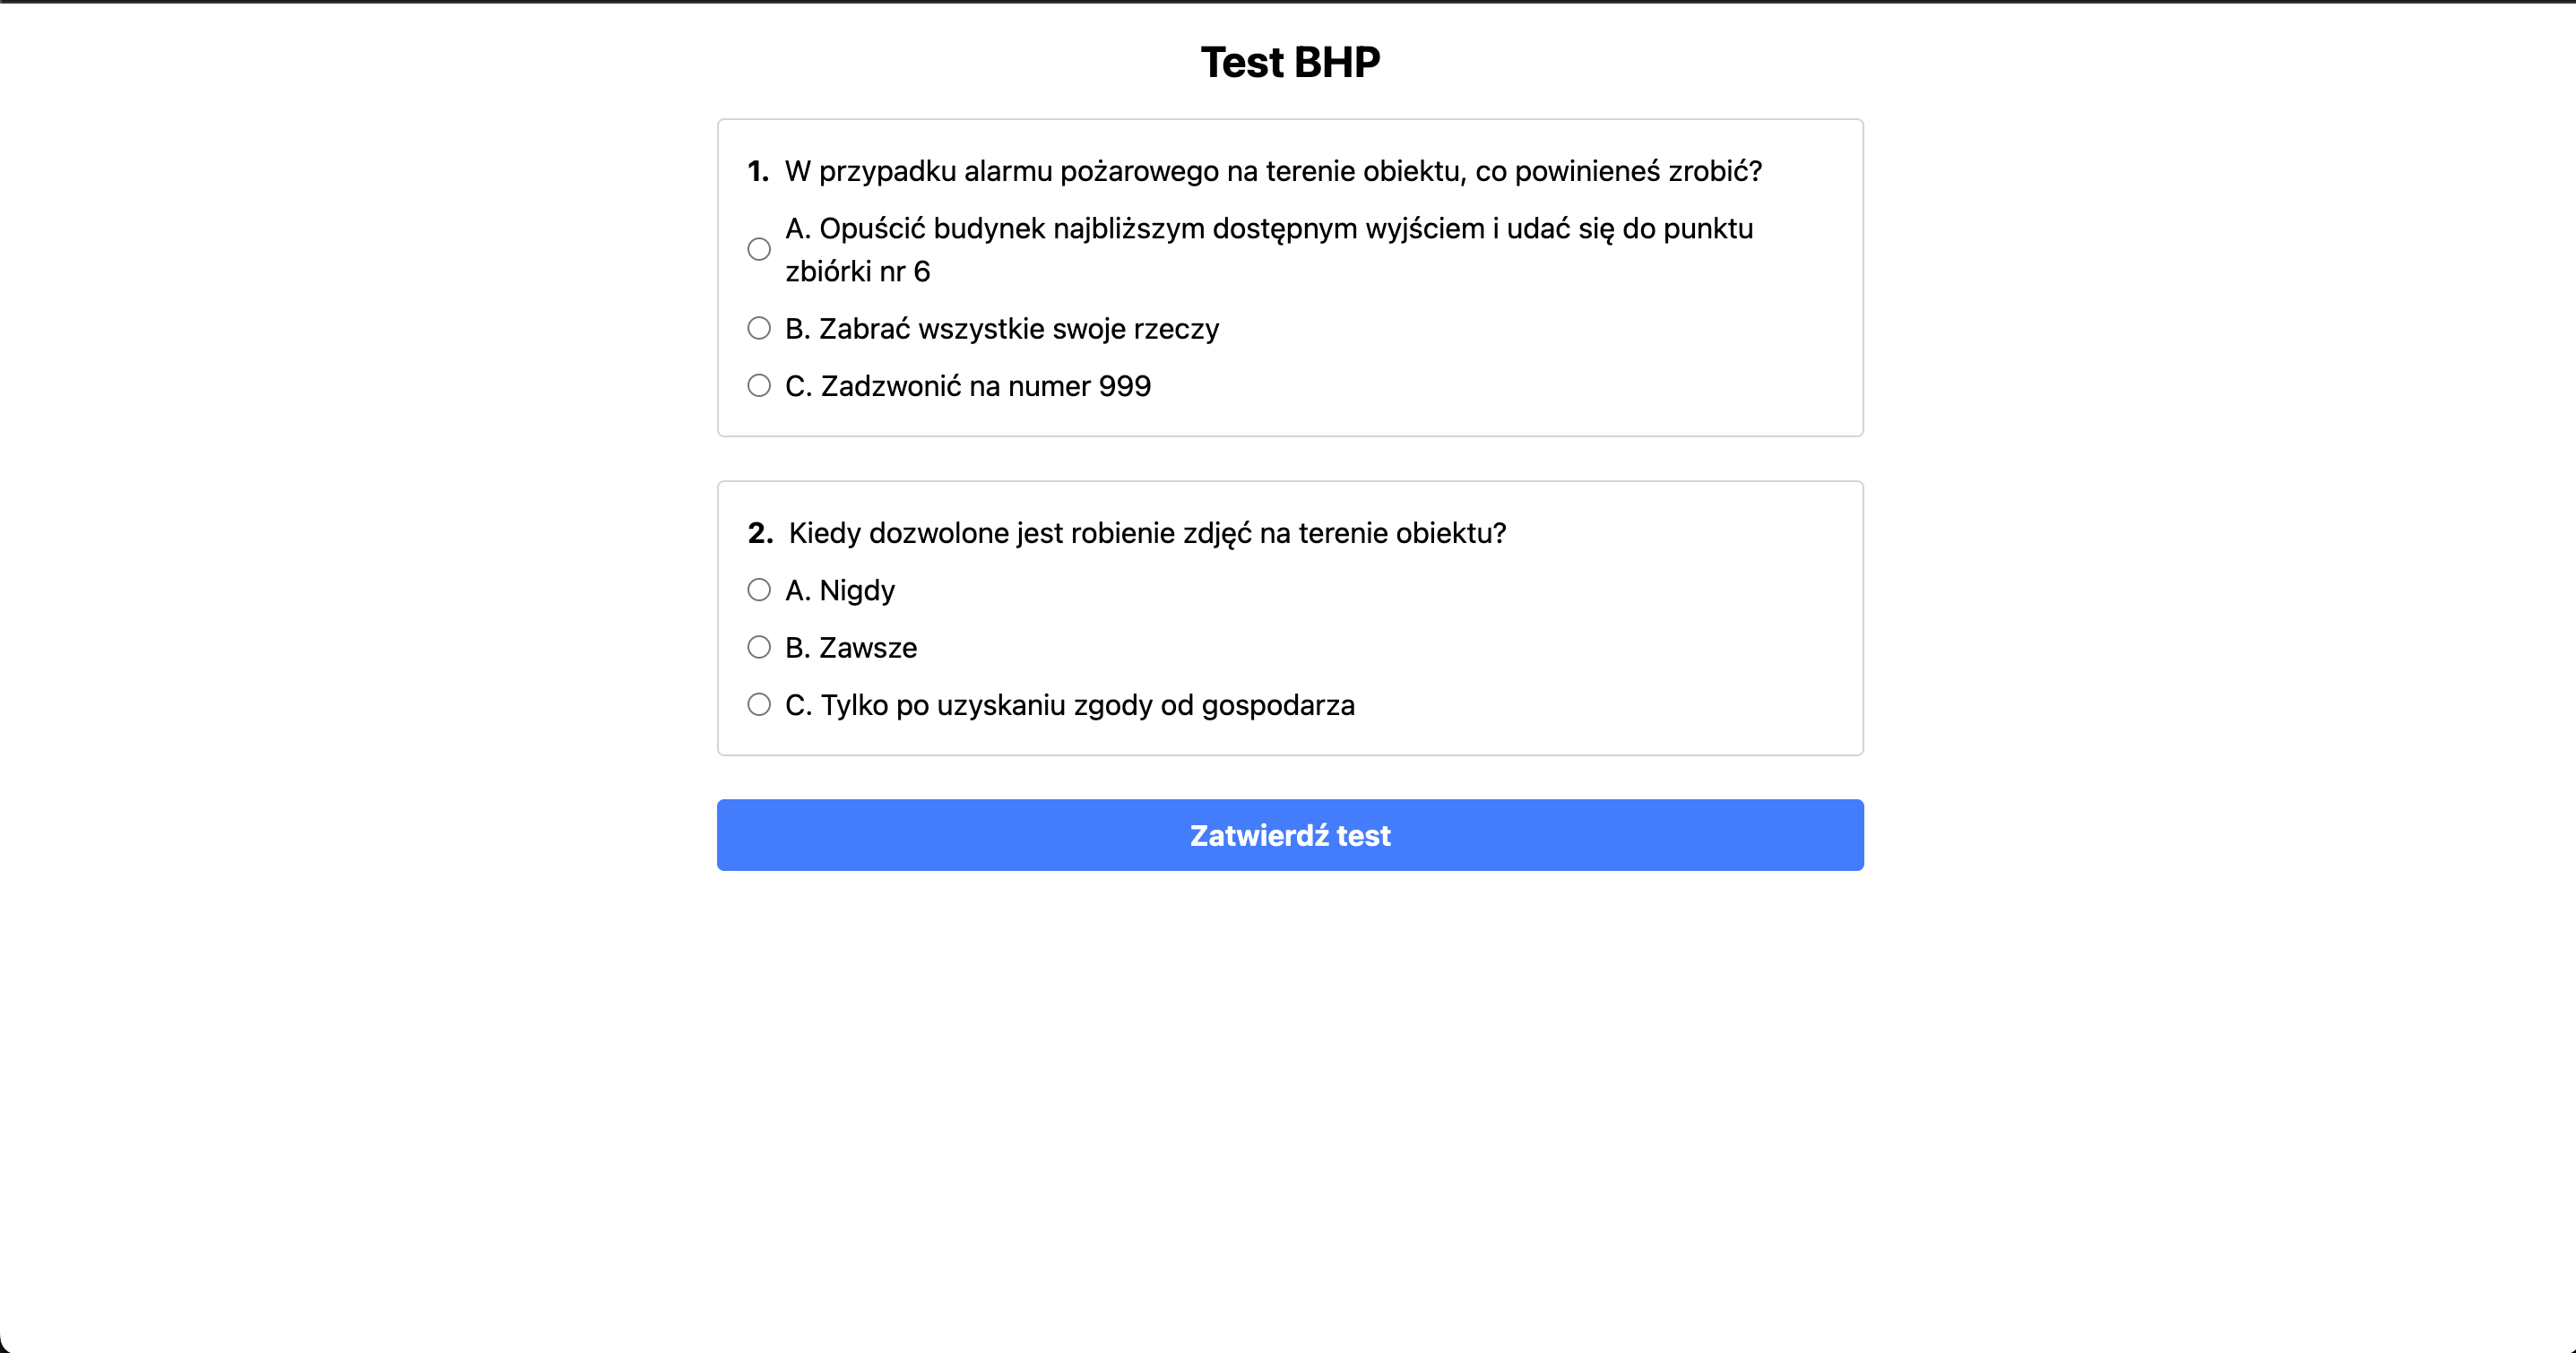 Test BHP
1. W przypadku alarmu pożarowego na terenie obiektu, co powinieneś zrobić?
A. Opuścić budynek najbliższym dostępnym wyjściem i udać się do punktu
zbiórki nr 6
B. Zabrać wszystkie swoje rzeczy
C. Zadzwonić na numer 999
2. Kiedy dozwolone jest robienie zdjęć na terenie obiektu?
A. Nigdy
B. Zawsze
C. Tylko po uzyskaniu zgody od gospodarza
Zatwierdź test